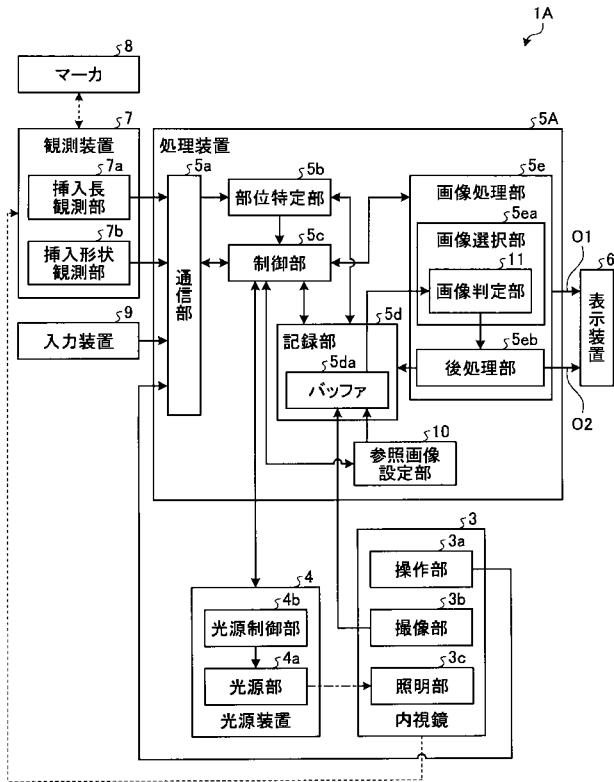 1A
8
マーカ
7
観測装置
7a
挿入長
観測部
7b
挿入形状
観測部
9
入力装置
5A
処理装置
5a
通信部
5b
部位特定部
5c
制御部
5d
記録部
5da
バッファ
10
参照画像
設定部
5e
画像処理部
5ea
画像選択部
11
画像判定部
5eb
後処理部
O1
O2
6
表示装置
4
4b
光源制御部
4a
光源部
光源装置
3
3a
操作部
3b
撮像部
3c
照明部
内視鏡